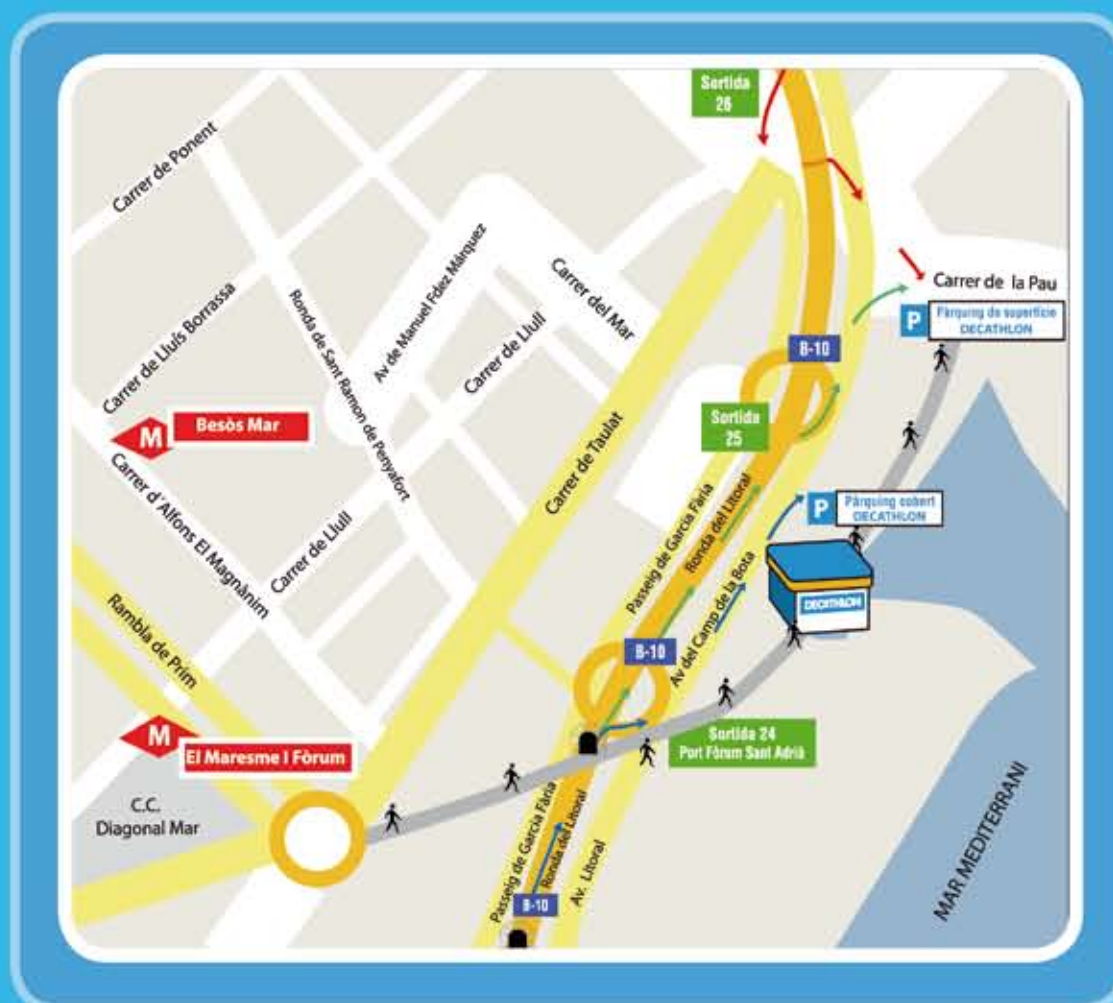 Sortida
26
Carrer de Ponent
Carrer de Lluís Borrassa
Ronda de Sant Ramon de Penyafort
Av de Manuel Fdez Márquez
Carrer del Mar
Carrer de Llull
Carrer de la Pau
P
Pàrquing de superfície
DECATHLON
B-10
Sortida
25
M
Besòs Mar
Carrer de Taulat
Carrer d´Alfons El Magnànim
Carrer de Llull
Passeig de Garcia Fària
Ronda del Litoral
Av del Camp de la Bota
P
Pàrquing cobert
DECATHLON
DECATHLON
Rambla de Prim
B-10
M
El Maresme I Fòrum
Sortida 24
Port Fòrum Sant Adrià
C.C.
Diagonal Mar
Passeig de Garcia Fària
Ronda del Litoral
Av. Litoral
B-10
MAR MEDITERRANI